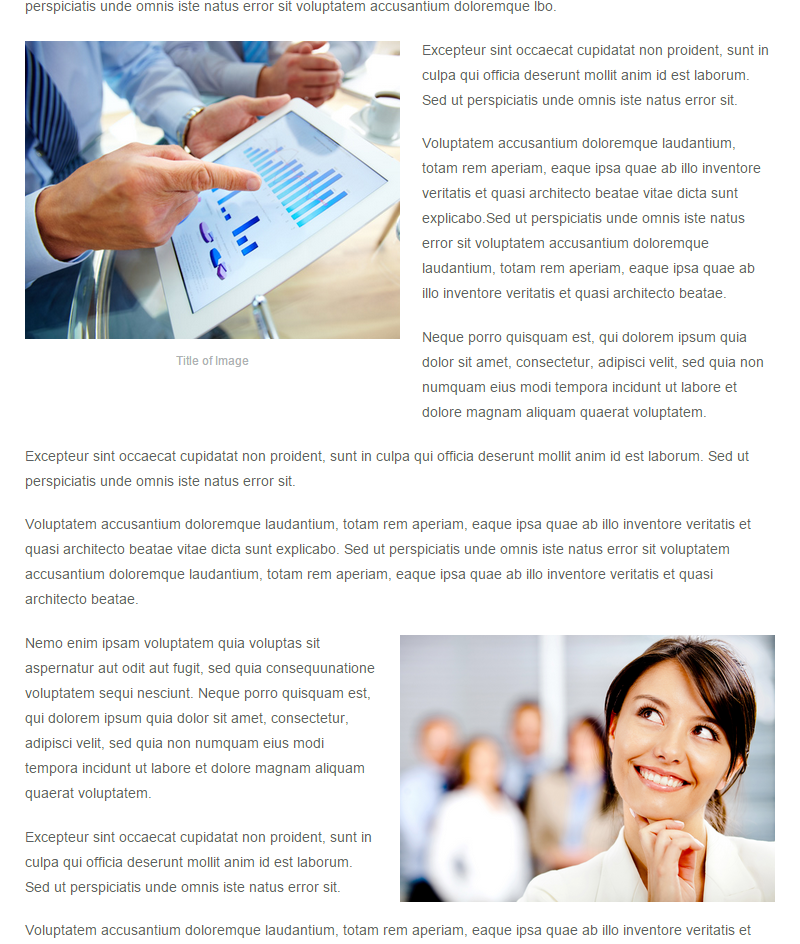 perspiciatis unde omnis iste natus error sit voluptatem accusantium doloremque lbo.
Excepteur sint occaecat cupidatat non proident, sunt in
culpa qui officia deserunt mollit anim id est laborum.
Sed ut perspiciatis unde omnis iste natus error sit.
Voluptatem accusantium doloremque laudantium,
totam rem aperiam, eaque ipsa quae ab illo inventore
veritatis et quasi architecto beatae vitae dicta sunt
explicabo.Sed ut perspiciatis unde omnis iste natus
error sit voluptatem accusantium doloremque
laudantium, totam rem aperiam, eaque ipsa quae ab
illo inventore veritatis et quasi architecto beatae.
Neque porro quisquam est, qui dolorem ipsum quia
dolor sit amet, consectetur, adipisci velit, sed quia non
numquam eius modi tempora incidunt ut labore et
dolore magnam aliquam quaerat voluptatem.
Title of Image
Excepteur sint occaecat cupidatat non proident, sunt in culpa qui officia deserunt mollit anim id est laborum. Sed ut
perspiciatis unde omnis iste natus error sit.
Voluptatem accusantium doloremque laudantium, totam rem aperiam, eaque ipsa quae ab illo inventore veritatis et
quasi architecto beatae vitae dicta sunt explicabo. Sed ut perspiciatis unde omnis iste natus error sit voluptatem
accusantium doloremque laudantium, totam rem aperiam, eaque ipsa quae ab illo inventore veritatis et quasi
architecto beatae.
Nemo enim ipsam voluptatem quia voluptas sit
aspernatur aut odit aut fugit, sed quia consequunatione
voluptatem sequi nesciunt. Neque porro quisquam est,
qui dolorem ipsum quia dolor sit amet, consectetur,
adipisci velit, sed quia non numquam eius modi
tempora incidunt ut labore et dolore magnam aliquam
quaerat voluptatem.
Excepteur sint occaecat cupidatat non proident, sunt in
culpa qui officia deserunt mollit anim id est laborum.
Sed ut perspiciatis unde omnis iste natus error sit.
Voluptatem accusantium doloremque laudantium, totam rem aperiam, eaque ipsa quae ab illo inventore veritatis et